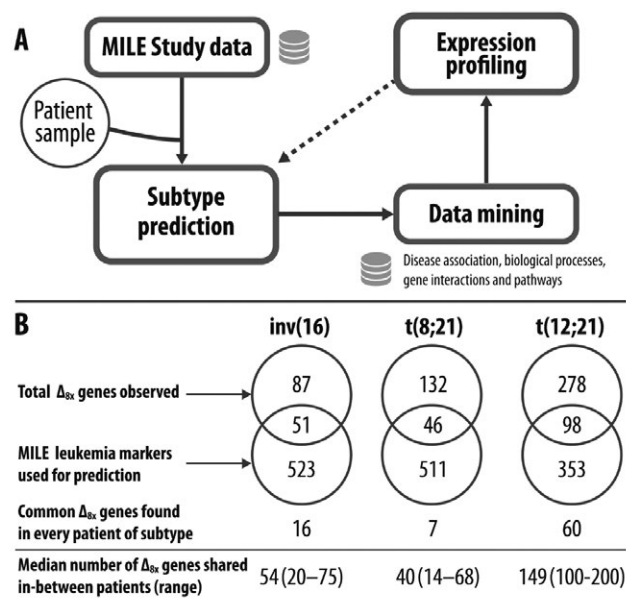 A
MILE Study data
Expression
profiling
Patient
sample
Subtype
prediction
Data mining
Disease association, biological processes,
gene interactions and pathways
B
inv(16) t(8;21) t(12;21)
Total Δ8x genes observed 87 132 278
51 46 98
MILE leukemia markers
used for prediction 523 511 353
Common Δ8x genes found
in every patient of subtype 16 7 60
Median number of Δ8x genes shared
in-between patients (range) 54 (20–75) 40 (14–68) 149 (100-200)